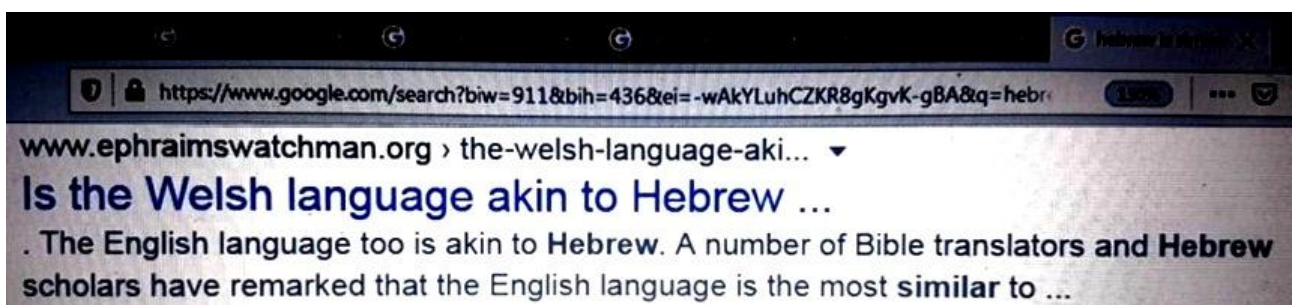 https://www.google.com/search?biw=911&bih=436&ei=-wAkYLuhCZKR8gKgvK-gBA&q=hebr
www.ephraimswatchman.org › the-welsh-language-aki...
Is the Welsh language akin to Hebrew ...
. The English language too is akin to Hebrew. A number of Bible translators and Hebrew
scholars have remarked that the English language is the most similar to ...